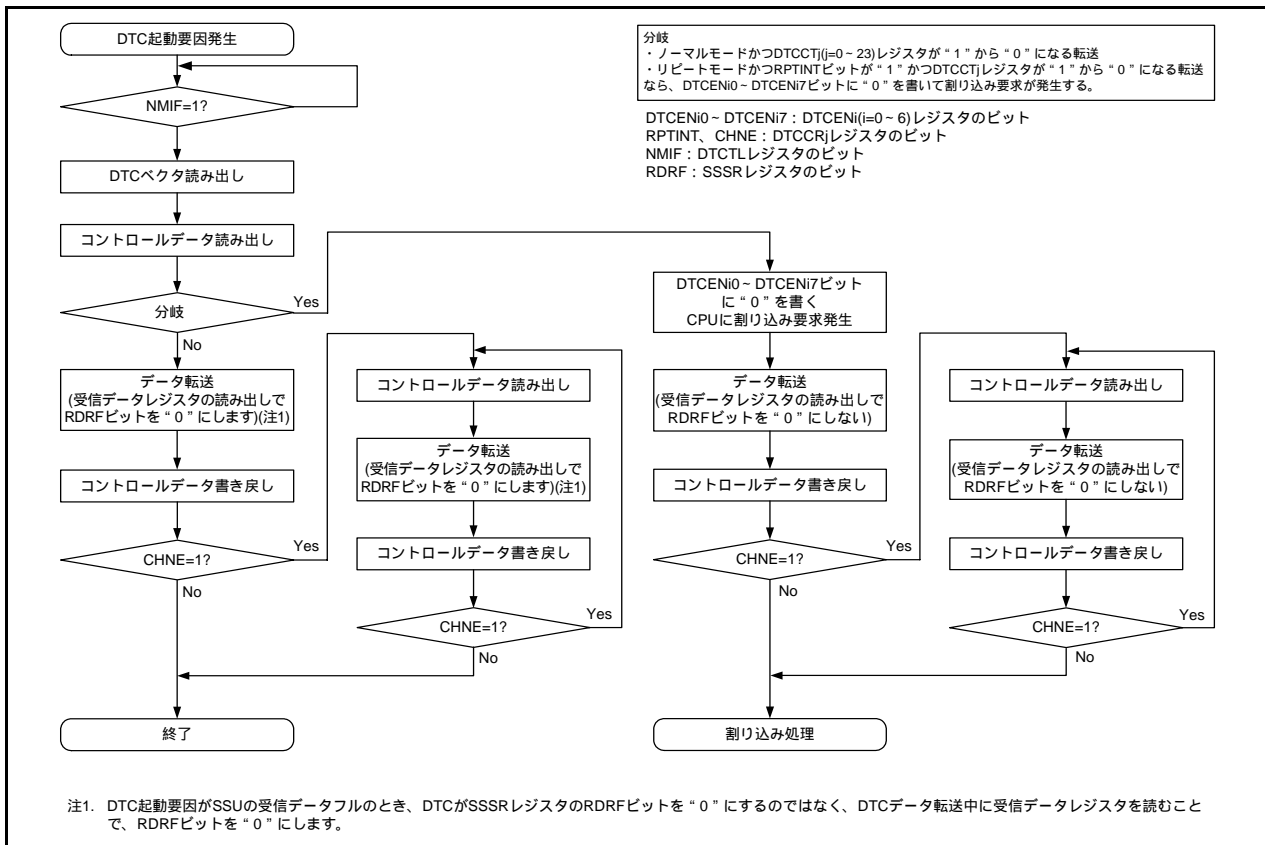 DTC起動要因発生
NMIF=1?
DTCベクタ読み出し
コントロールデータ読み出し
分岐
Yes
No
データ転送
(受信データレジスタの読み出しで
RDRFビットを“0”にします)(注1)
コントロールデータ書き戻し
CHNE=1?
Yes
No
終了
コントロールデータ読み出し
データ転送
(受信データレジスタの読み出しで
RDRFビットを“0”にします)(注1)
コントロールデータ書き戻し
CHNE=1?
Yes
No
分岐
・ノーマルモードかつDTCCTj(j=0~23)レジスタが“1”から“0”になる転送
・リピートモードかつRPTINTビットが“1”かつDTCCTjレジスタが“1”から“0”になる転送
なら、DTCENi0~DTCENi7ビットに“0”を書いて割り込み要求が発生する。
DTCENi0~DTCENi7:DTCENi(i=0~6)レジスタのビット
RPTINT、CHNE:DTCCRjレジスタのビット
NMIF:DTCTLレジスタのビット
RDRF:SSSRレジスタのビット
DTCENi0~DTCENi7ビット
に“0”を書く
CPUに割り込み要求発生
データ転送
(受信データレジスタの読み出しで
RDRFビットを“0”にしない)
コントロールデータ書き戻し
CHNE=1?
Yes
No
割り込み処理
コントロールデータ読み出し
データ転送
(受信データレジスタの読み出しで
RDRFビットを“0”にしない)
コントロールデータ書き戻し
CHNE=1?
Yes
No
注1. DTC起動要因がSSUの受信データフルのとき、DTCがSSSRレジスタのRDRFビットを“0”にするのではなく、DTCデータ転送中に受信データレジスタを読むこと
で、RDRFビットを“0”にします。